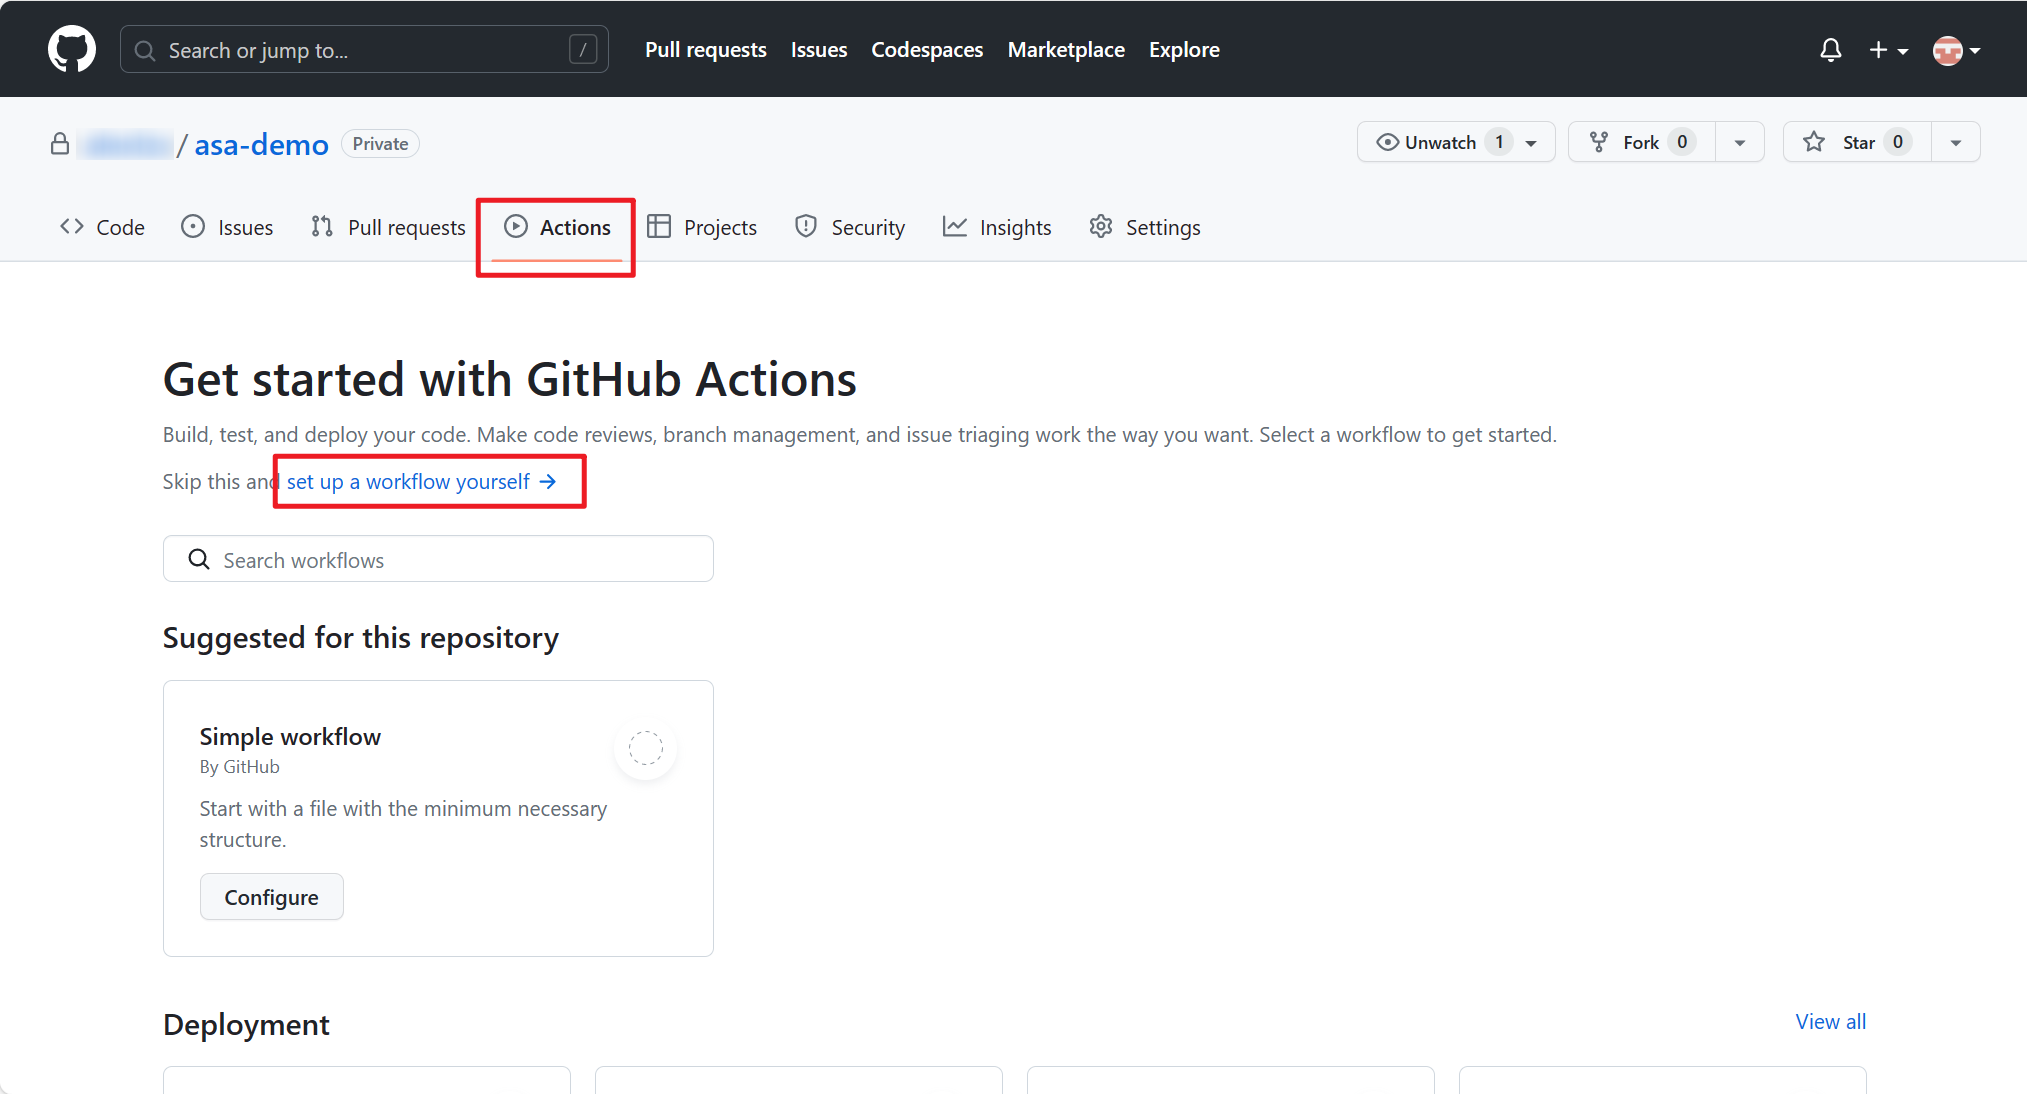 Search or jump to... / Pull requests Issues Codespaces Marketplace Explore
/ asa-demo Private Unwatch 1 Fork 0 Star 0
Code Issues Pull requests Actions Projects Security Insights Settings
Get started with GitHub Actions
Build, test, and deploy your code. Make code reviews, branch management, and issue triaging work the way you want. Select a workflow to get started.
Skip this and set up a workflow yourself →
Search workflows
Suggested for this repository
Simple workflow
By GitHub
Start with a file with the minimum necessary
structure.
Configure
Deployment View all